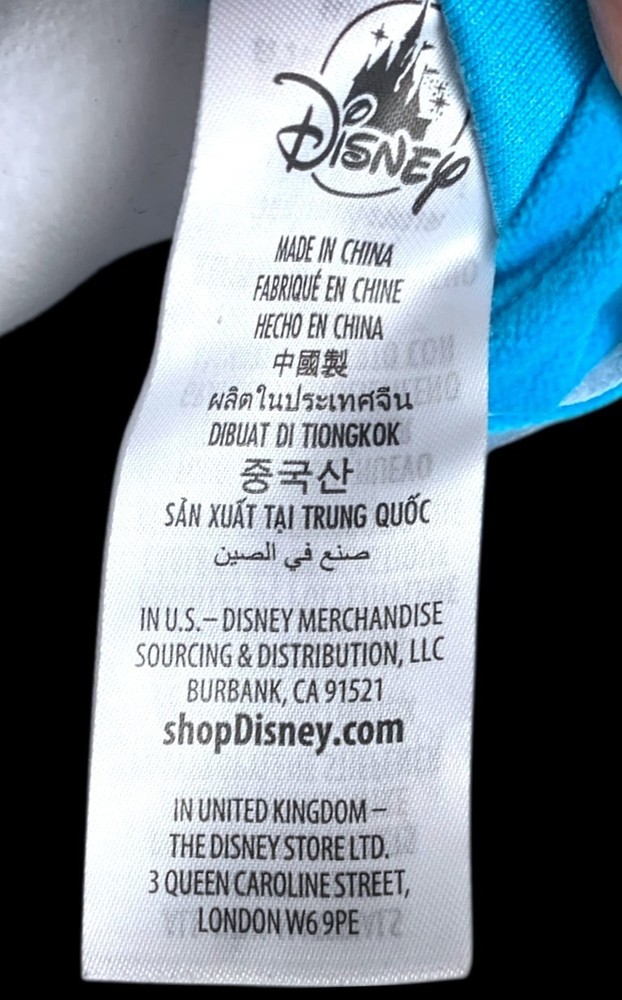 Disney
MADE IN CHINA
FABRIQUÉ EN CHINE
HECHO EN CHINA
中國製
ผลิตในประเทศจีน
DIBUAT DI TIONGKOK
중국산
SẢN XUẤT TẠI TRUNG QUỐC
صنع في الصين
IN U.S.– DISNEY MERCHANDISE
SOURCING & DISTRIBUTION, LLC
BURBANK, CA 91521
shopDisney.com
IN UNITED KINGDOM –
THE DISNEY STORE LTD.
3 QUEEN CAROLINE STREET,
LONDON W6 9PE